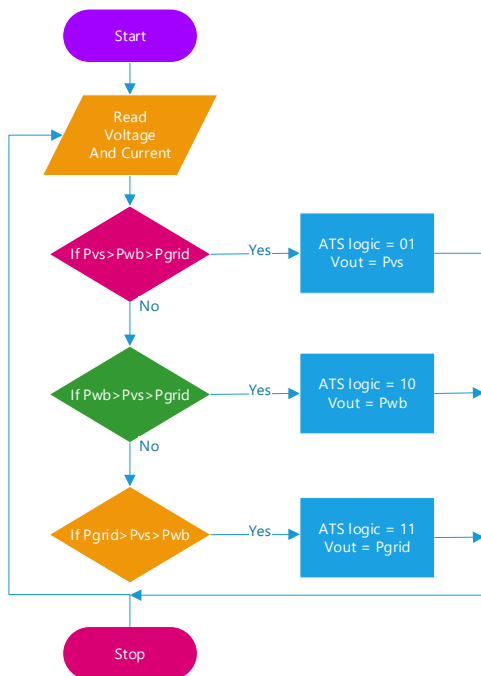 Start
Read
Voltage
And Current
If Pvs>Pwb>Pgrid
Yes
ATS logic = 01
Vout = Pvs
No
If Pwb>Pvs>Pgrid
Yes
ATS logic = 10
Vout = Pwb
No
If Pgrid>Pvs>Pwb
Yes
ATS logic = 11
Vout = Pgrid
Stop